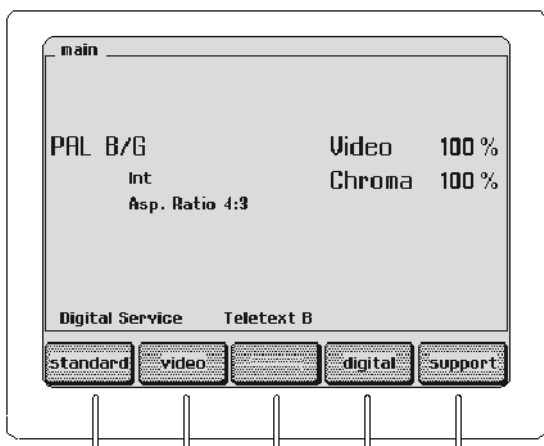 main
PAL B/G Video 100 %
Int Chroma 100 %
Asp. Ratio 4:3
Digital Service Teletext B
standard video digital support